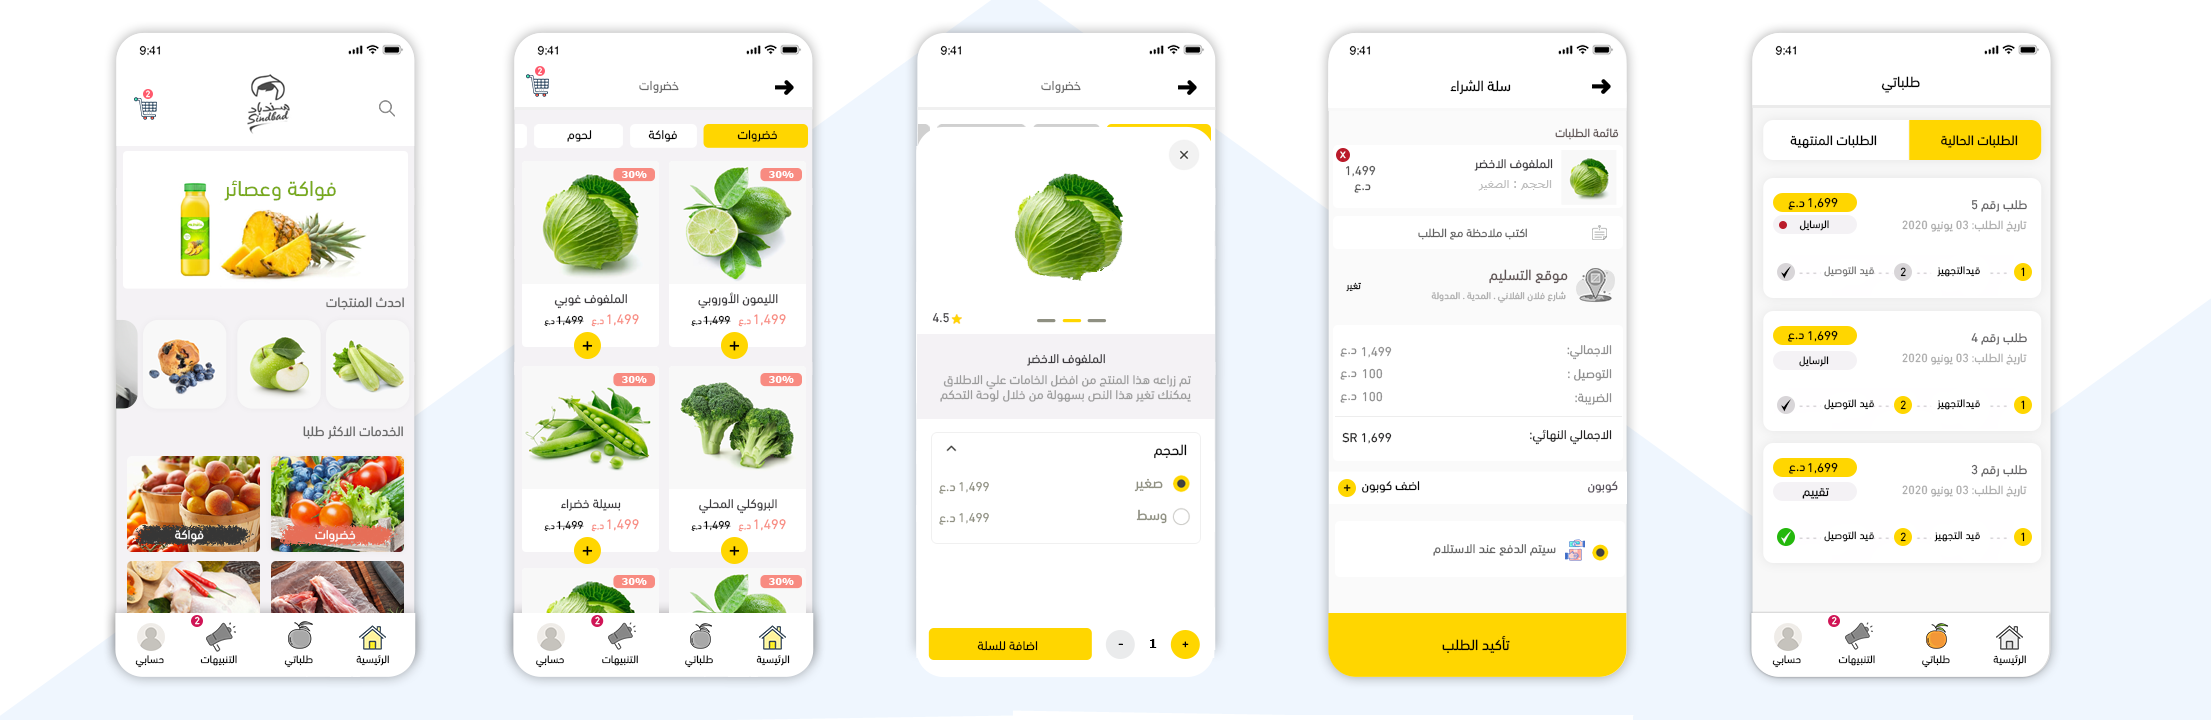 9:41
2
سندباد
Sindbad
فواكة وعصائر
احدث المنتجات
الخدمات الاكثر طلبا
خضروات
فواكة
2
الرئيسية
طلباتي
التنبيهات
حسابي
9:41
خضروات
2
خضروات
فواكة
لحوم
30%
30%
الليمون الأوروبي
الملفوف غوبي
1,499 د.ع 1,499 د.ع
1,499 د.ع 1,499 د.ع
+
+
30%
30%
البروكلي المحلي
بسيلة خضراء
1,499 د.ع 1,499 د.ع
1,499 د.ع 1,499 د.ع
+
+
30%
30%
2
الرئيسية
طلباتي
التنبيهات
حسابي
9:41
خضروات
4.5
الملفوف الاخضر
تم زراعه هذا المنتج من افضل الخامات علي الاطلاق
يمكنك تغير هذا النص بسهولة من خلال لوحة التحكم
الحجم
صغير
1,499 د.ع
وسط
1,499 د.ع
+ 1 -
اضافة للسلة
9:41
سلة الشراء
قائمة الطلبات
الملفوف الاخضر
الحجم : الصغير
X
1,499
د.ع
اكتب ملاحظة مع الطلب
موقع التسليم
شارع فلان الفلاني . المدية . المدولة
تغير
الاجمالي: 1,499 د.ع
التوصيل : 100 د.ع
الضريبة: 100 د.ع
الاجمالي النهائي: SR 1,699
كوبون
اضف كوبون +
سيتم الدفع عند الاستلام
تأكيد الطلب
9:41
طلباتي
الطلبات الحالية
الطلبات المنتهية
طلب رقم 5
1,699 د.ع
تاريخ الطلب: 03 يونيو 2020
الرسايل
1 --- قيدالتجهيز -- 2 -- قيد التوصيل ---
طلب رقم 4
1,699 د.ع
تاريخ الطلب: 03 يونيو 2020
الرسايل
1 --- قيدالتجهيز -- 2 -- قيد التوصيل ---
طلب رقم 3
1,699 د.ع
تاريخ الطلب: 03 يونيو 2020
تقييم
1 --- قيد التجهيز -- 2 -- قيد التوصيل ---
2
الرئيسية
طلباتي
التنبيهات
حسابي